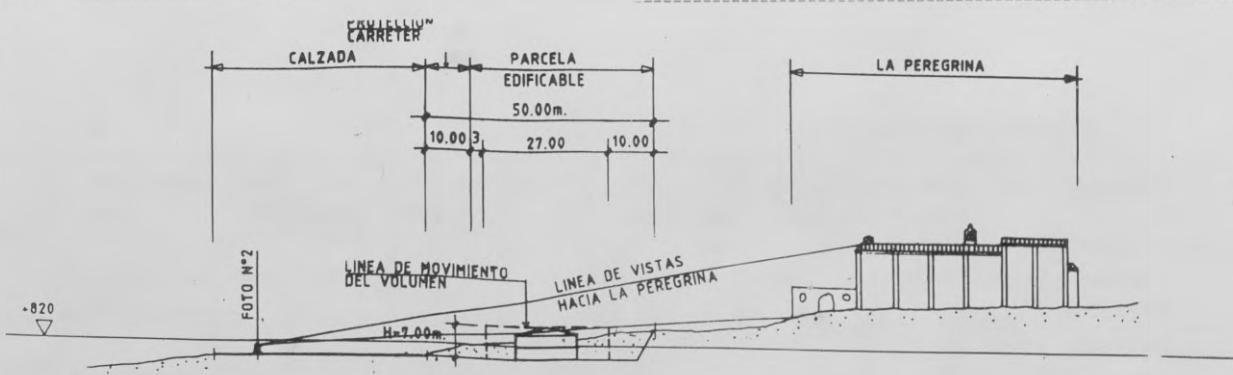 CARRETER
CALZADA
PARCELA
EDIFICABLE
LA PEREGRINA
50.00m.
10.00 3 27.00 10.00
FOTO Nº2
LINEA DE MOVIMIENTO
DEL VOLUMEN
LINEA DE VISTAS
HACIA LA PEREGRINA
+820
H=7.00m.